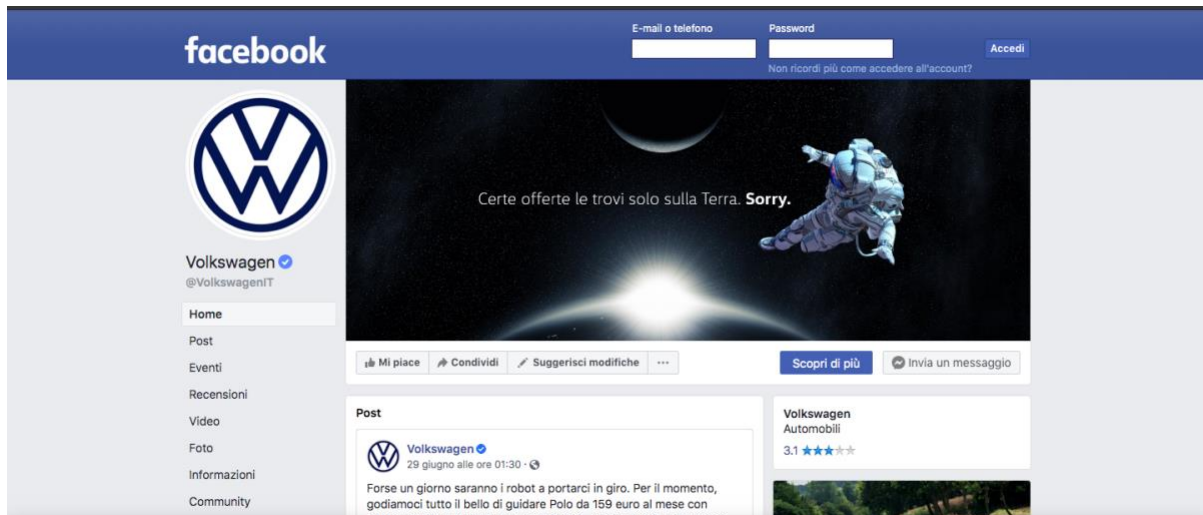 E-mail o telefono
Password
facebook
Accedi
Non ricordi più come accedere all'account?
Certe offerte le trovi solo sulla Terra. Sorry.
Volkswagen
@VolkswagenIT
Home
Post
Eventi
Recensioni
Video
Foto
Informazioni
Community
Mi piace
Condividi
Suggerisci modifiche
...
Scopri di più
Invia un messaggio
Post
Volkswagen
29 giugno alle ore 01:30 ·
Forse un giorno saranno i robot a portarci in giro. Per il momento,
godiamoci tutto il bello di guidare Polo da 159 euro al mese con
Volkswagen
Automobili
3.1